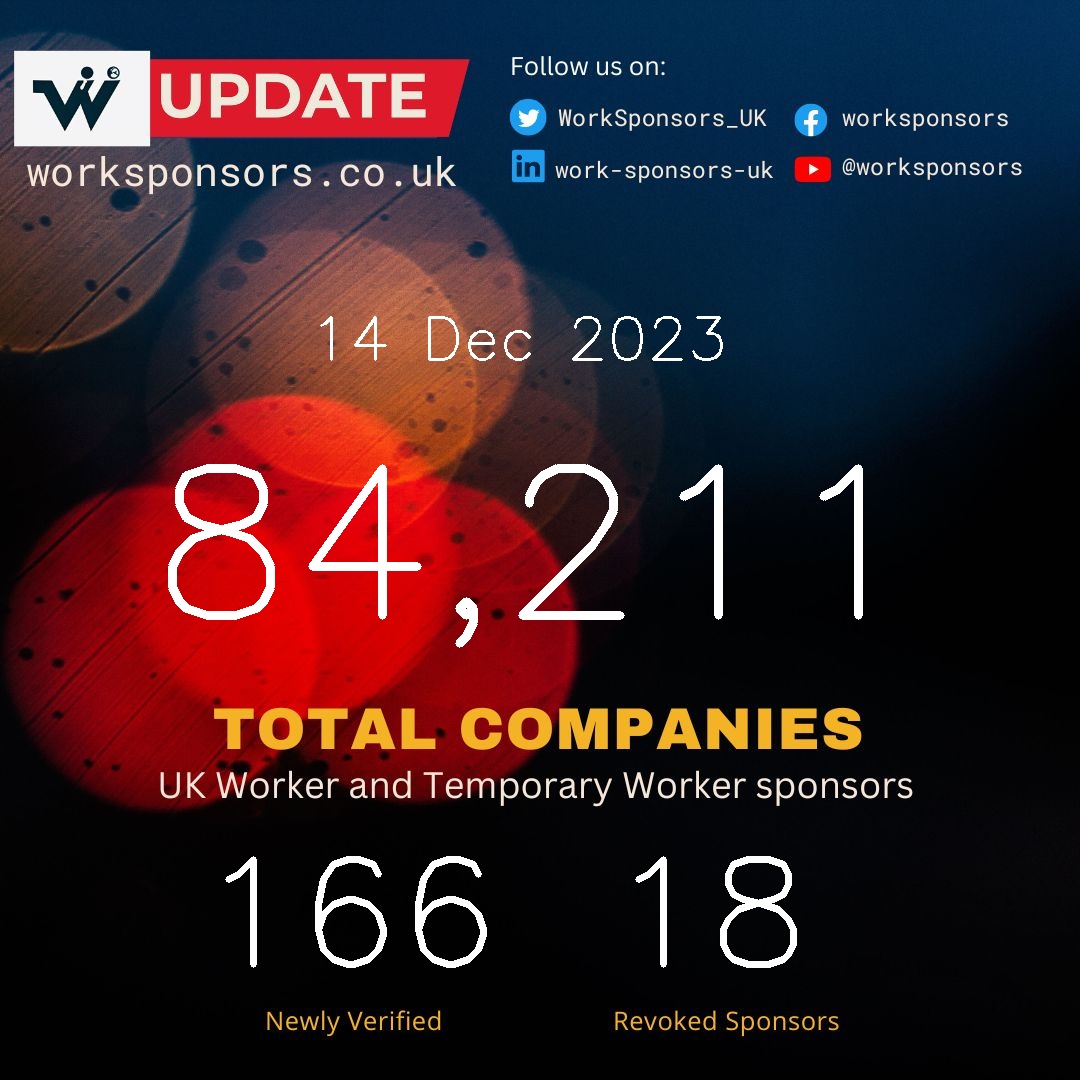 UPDATE
worksponsors.co.uk
Follow us on:
WorkSponsors_UK
worksponsors
work-sponsors-uk
@worksponsors
14 Dec 2023
84,211
TOTAL COMPANIES
UK Worker and Temporary Worker sponsors
166
18
Newly Verified
Revoked Sponsors